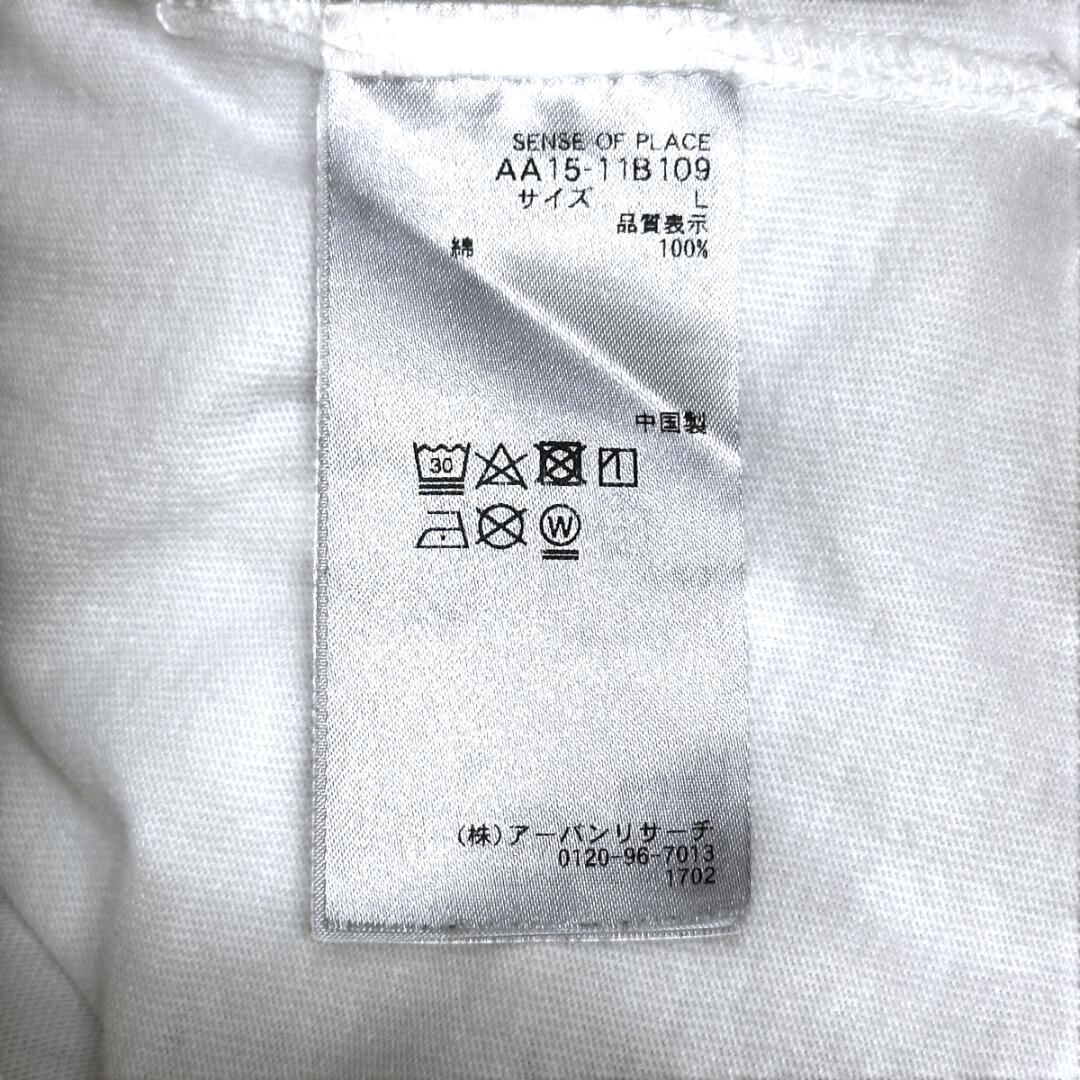 SENSE OF PLACE
AA15-11B109
サイズ L
品質表示
綿 100%
中国製
30
W
(株)アーバンリサーチ
0120-96-7013
1702